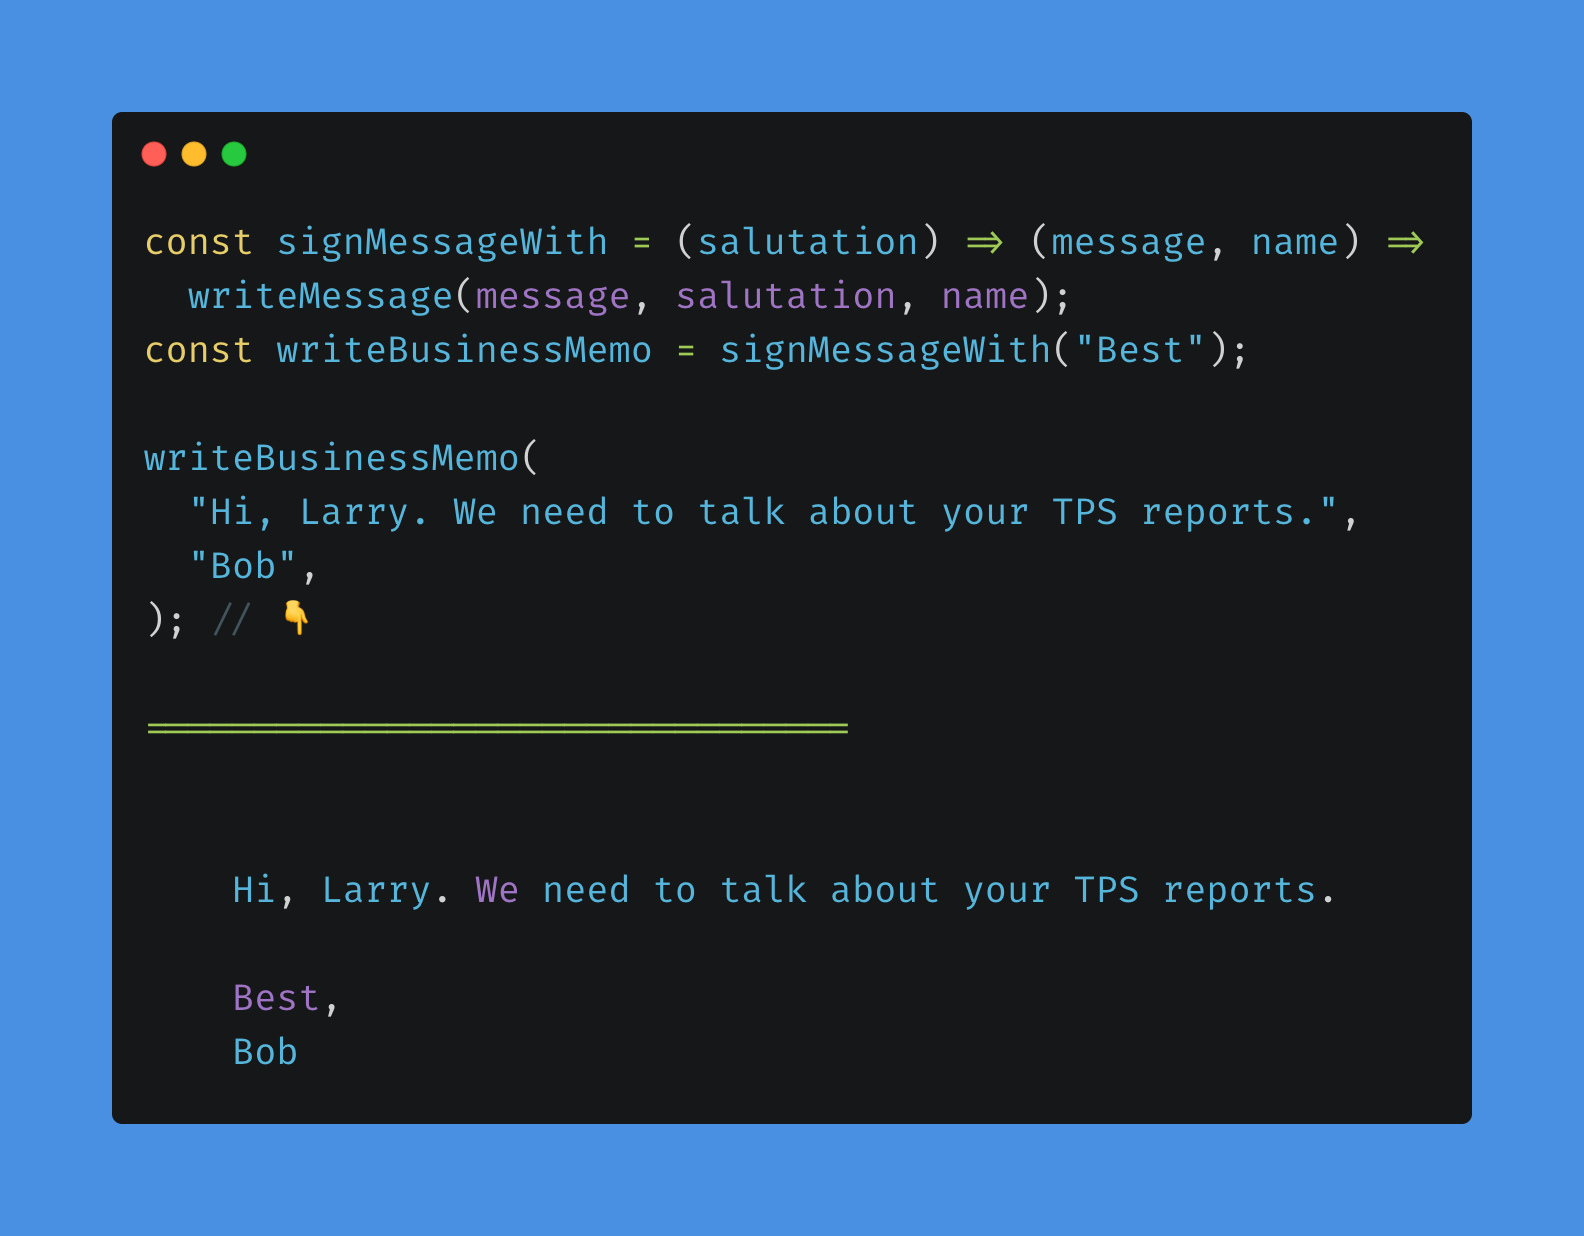 const signMessageWith = (salutation) => (message, name) =>
  writeMessage(message, salutation, name);
const writeBusinessMemo = signMessageWith("Best");
writeBusinessMemo(
  "Hi, Larry. We need to talk about your TPS reports.",
  "Bob",
); // 👇
================================
Hi, Larry. We need to talk about your TPS reports.
Best,
Bob